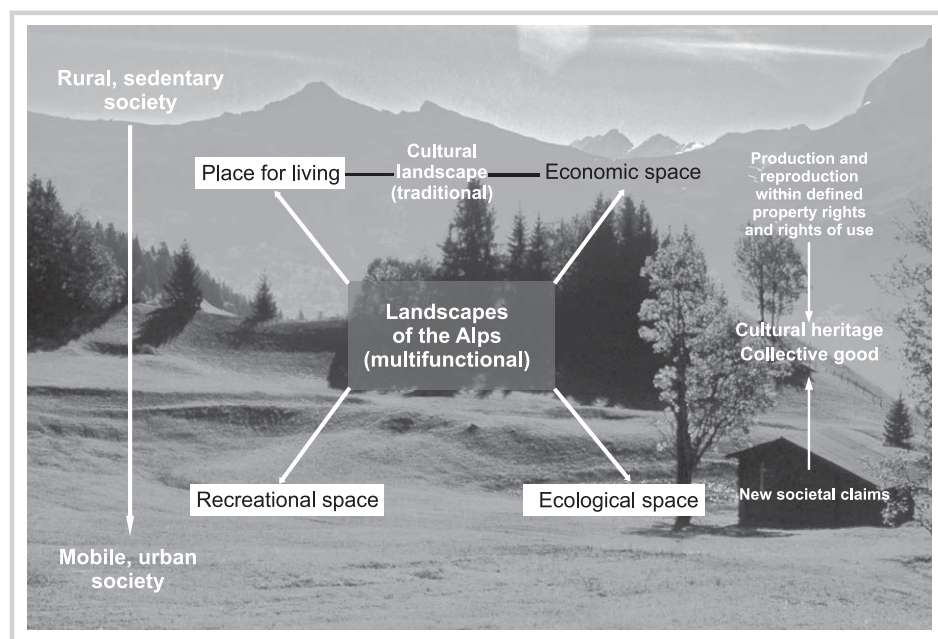 Rural, sedentary
society
Place for living
Cultural
landscape
(traditional)
Economic space
Production and
reproduction
within defined
property rights
and rights of use
Landscapes
of the Alps
(multifunctional)
Cultural heritage
Collective good
Recreational space
Ecological space
New societal claims
Mobile, urban
society